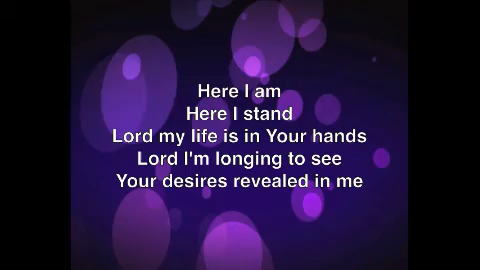 Here I am
Here I stand
Lord my life is in Your hands
Lord I'm longing to see
Your desires revealed in me